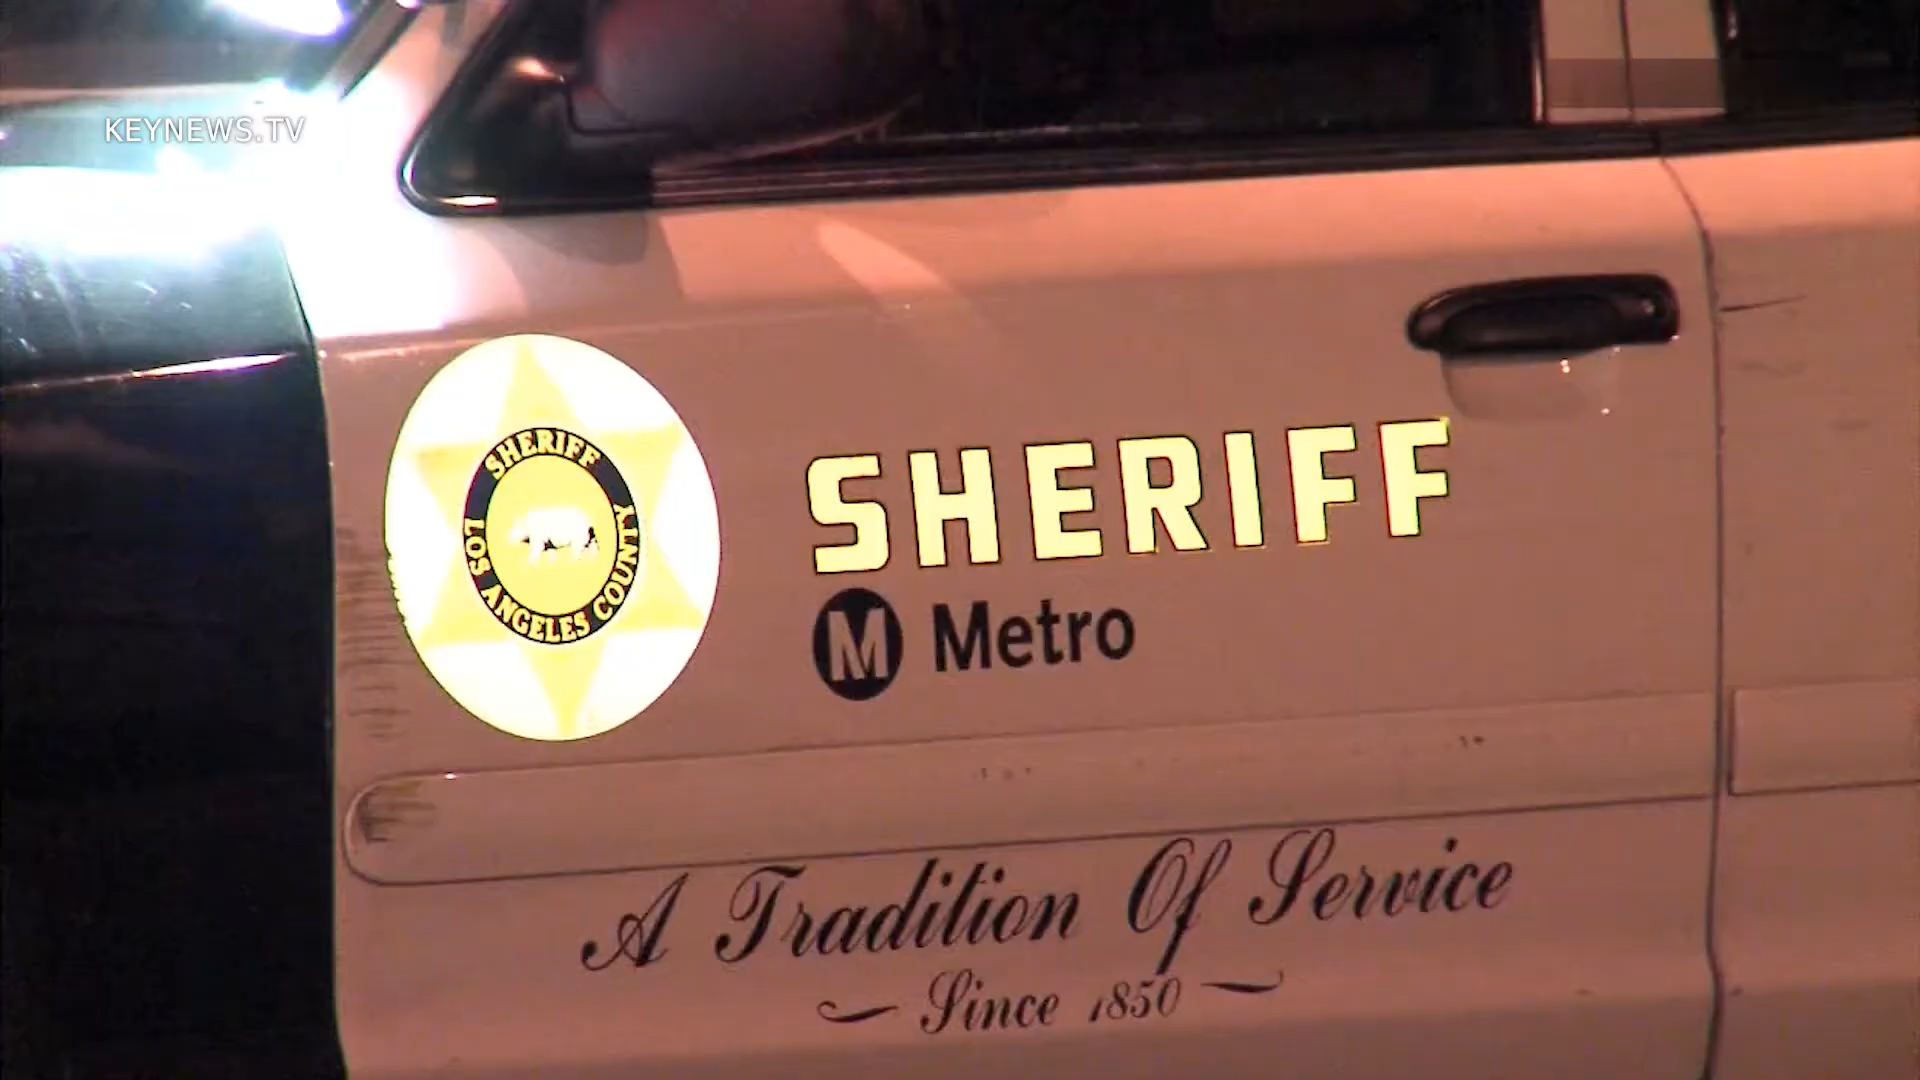 KEYNEWS.TV
SHERIFF
LOS ANGELES COUNTY
SHERIFF
M Metro
A Tradition Of Service
~ Since 1850 ~